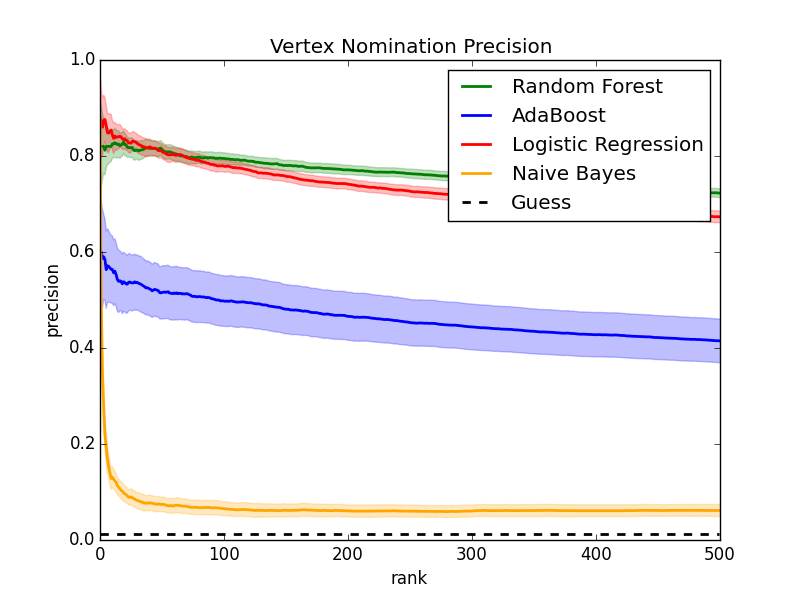 Vertex Nomination Precision
1.0
0.8
0.6
0.4
0.2
0.0
precision
Random Forest
AdaBoost
Logistic Regression
Naive Bayes
Guess
0 100 200 300 400 500
rank